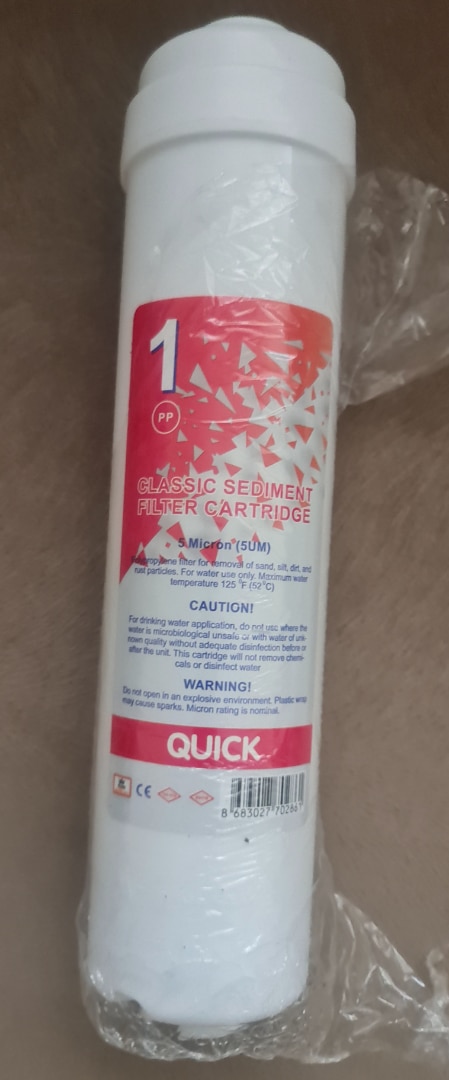 1
PP
CLASSIC SEDIMENT
FILTER CARTRIDGE
5 Micron (5UM)
Polypropylene filter for removal of sand, silt, dirt, and
rust particles. For water use only. Maximum water
temperature 125 °F (52°C)
CAUTION!
For drinking water application, do not use where the
water is microbiological unsafe or with water of unk-
nown quality without adequate disinfection before or
after the unit. This cartridge will not remove chemi-
cals or disinfect water
WARNING!
Do not open in an explosive environment. Plastic wrap
may cause sparks. Micron rating is nominal.
QUICK
CE
8 683027 702867